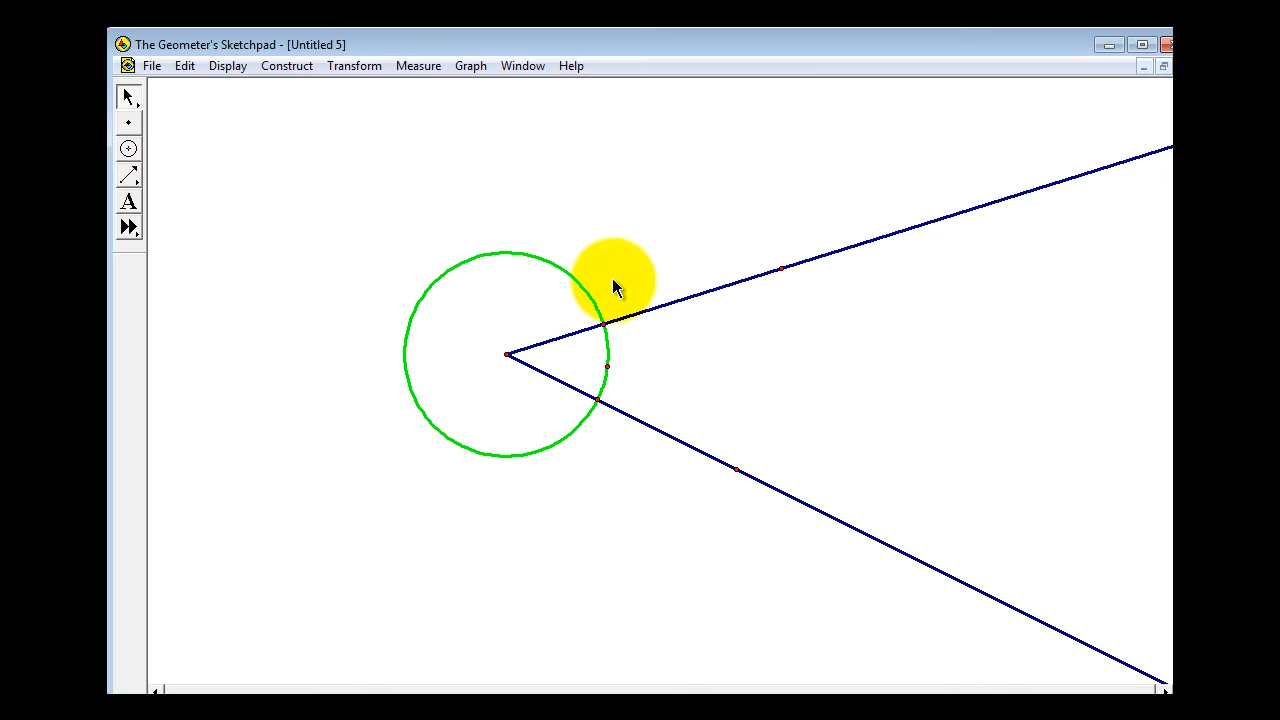 The Geometer's Sketchpad - [Untitled 5]
File Edit Display Construct Transform Measure Graph Window Help
A